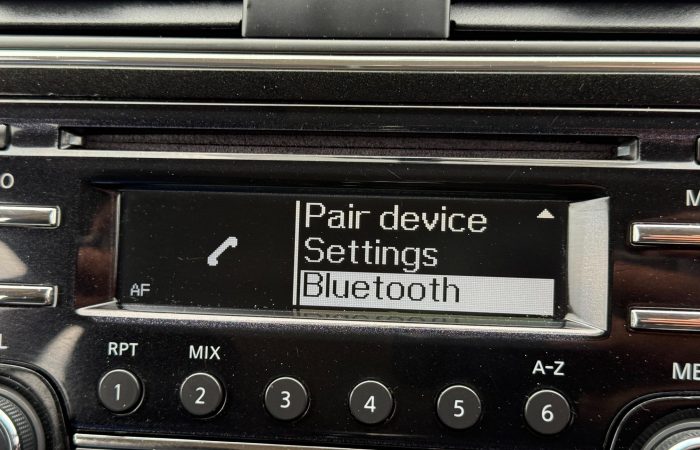 Pair device
Settings
Bluetooth
AF
RPT
MIX
A-Z
1
2
3
4
5
6